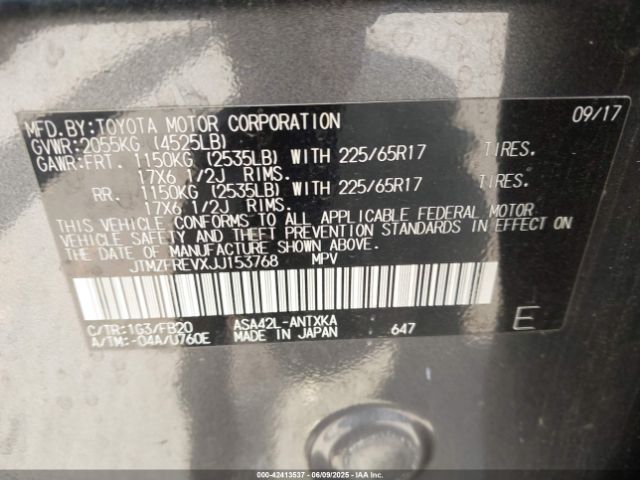 MFD.BY:TOYOTA MOTOR CORPORATION 09/17
GVWR:2055KG (4525LB)
GAWR:FRT. 1150KG (2535LB) WITH 225/65R17 TIRES.
17X6 1/2J RIMS.
RR. 1150KG (2535LB) WITH 225/65R17 TIRES.
17X6 1/2J RIMS.
THIS VEHICLE CONFORMS TO ALL APPLICABLE FEDERAL MOTOR
VEHICLE SAFETY AND THEFT PREVENTION STANDARDS IN EFFECT ON
THE DATE OF MANUFACTURE SHOWN ABOVE.
JTMZFREVXJJ153768 MPV
C/TR:1G3/FB20 ASA42L-ANTXKA
A/TM:-04A/U760E MADE IN JAPAN 647 E
000-42413537 - 06/09/2025 - IAA Inc.